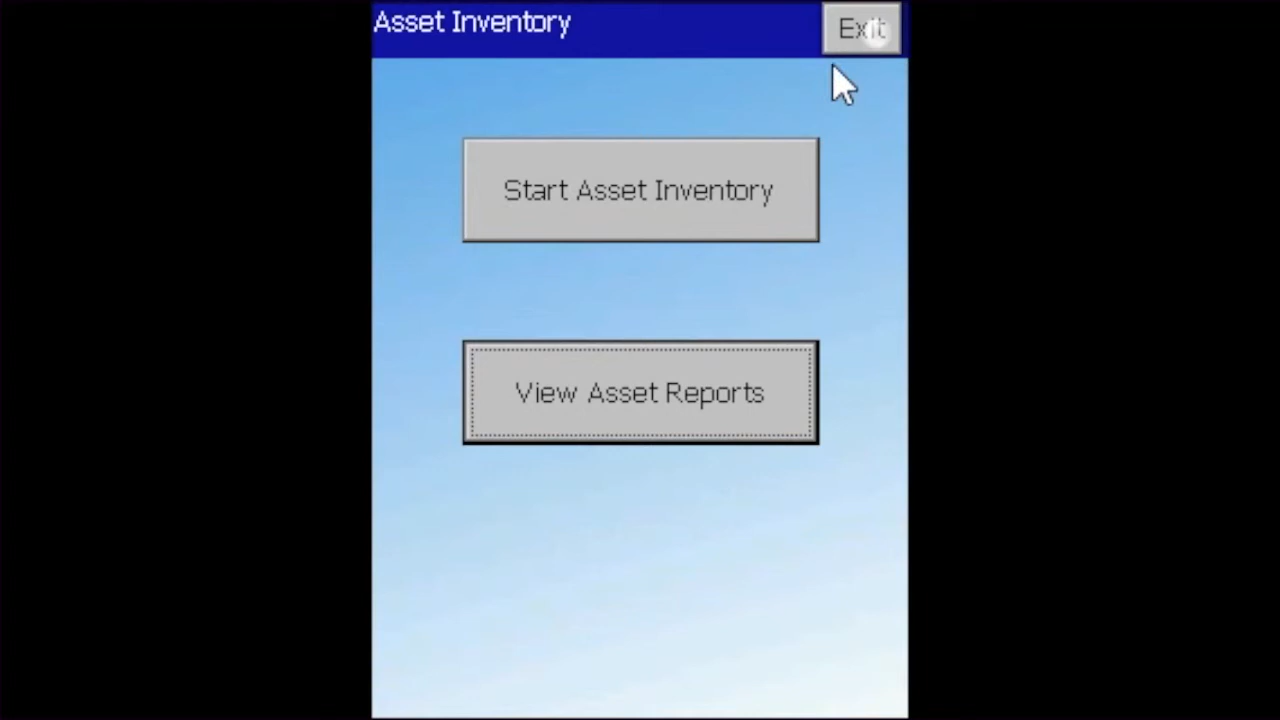 Asset Inventory
Exit
Start Asset Inventory
View Asset Reports